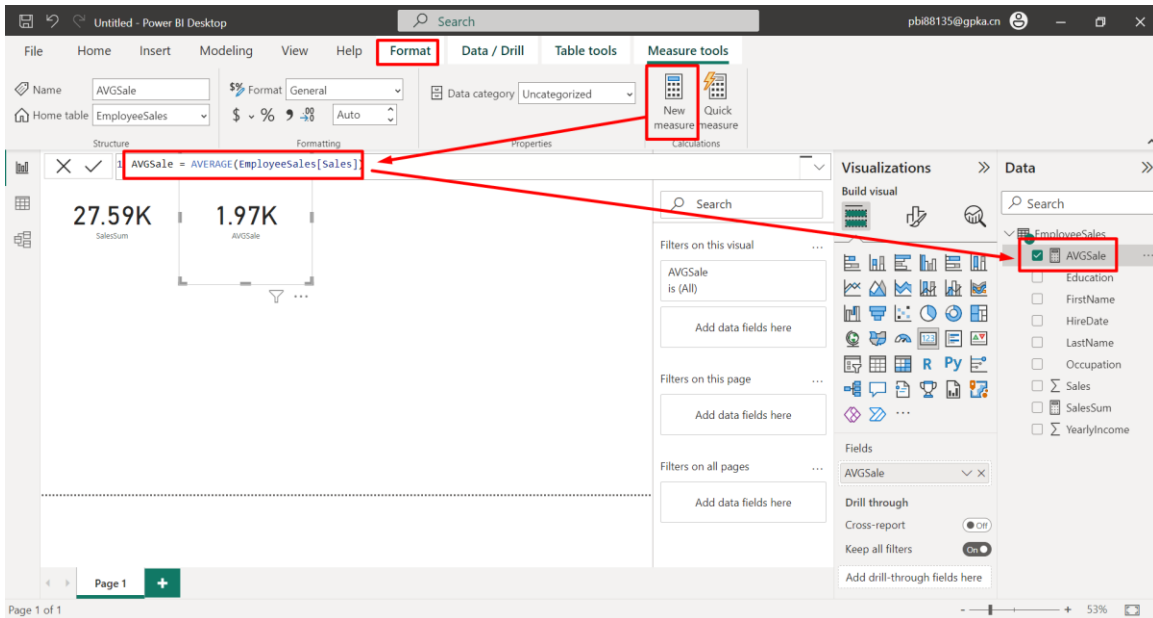 Untitled - Power BI Desktop
Search
pbi88135@gpka.cn
File Home Insert Modeling View Help Format Data / Drill Table tools Measure tools
Name AVGSale
Home table EmployeeSales
Structure
Format General
$ % Auto
Formatting
Data category Uncategorized
Properties
New measure
Quick measure
Calculations
1 AVGSale = AVERAGE(EmployeeSales[Sales])
27.59K
SalesSum
1.97K
AVGSale
Search
Filters on this visual ...
AVGSale
is (All)
Add data fields here
Filters on this page ...
Add data fields here
Filters on all pages ...
Add data fields here
Visualizations
Build visual
123
R Py
...
Fields
AVGSale
Drill through
Cross-report Off
Keep all filters On
Add drill-through fields here
Data
Search
EmployeeSales
AVGSale ...
Education
FirstName
HireDate
LastName
Occupation
∑ Sales
SalesSum
∑ YearlyIncome
Page 1 +
Page 1 of 1
- + 53%